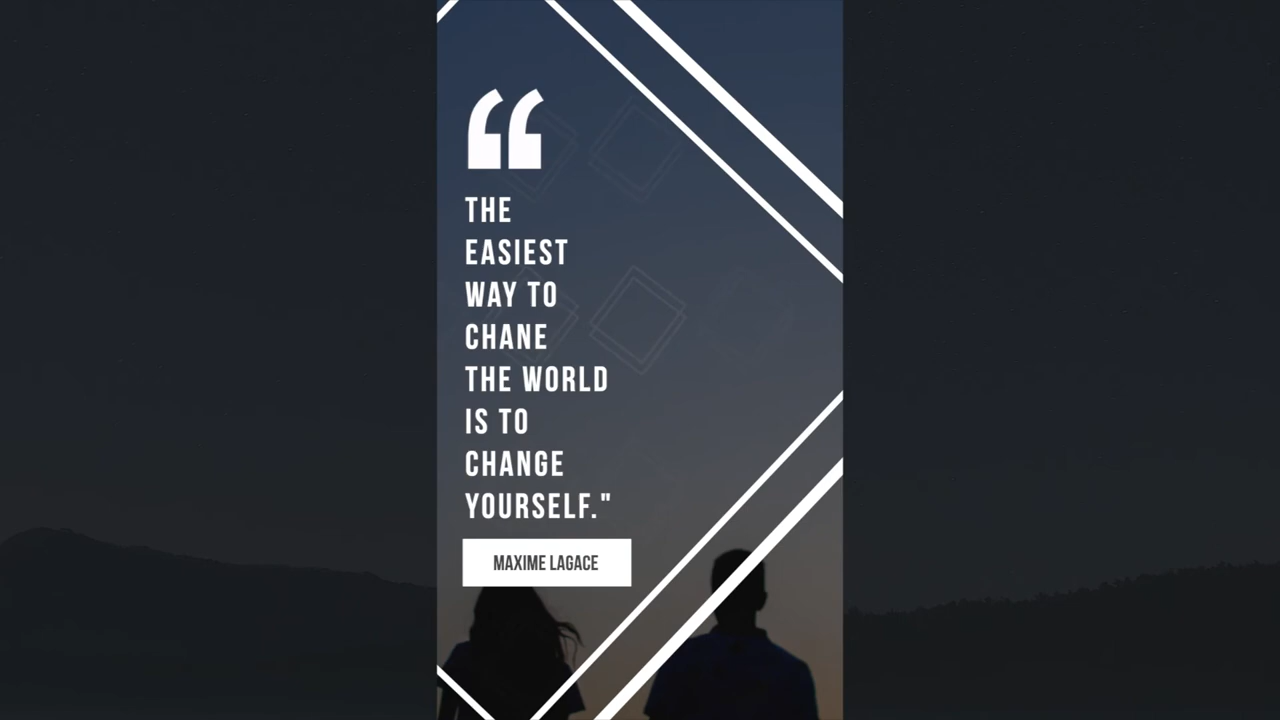 “
THE
EASIEST
WAY TO
CHANE
THE WORLD
IS TO
CHANGE
YOURSELF."
MAXIME LAGACE